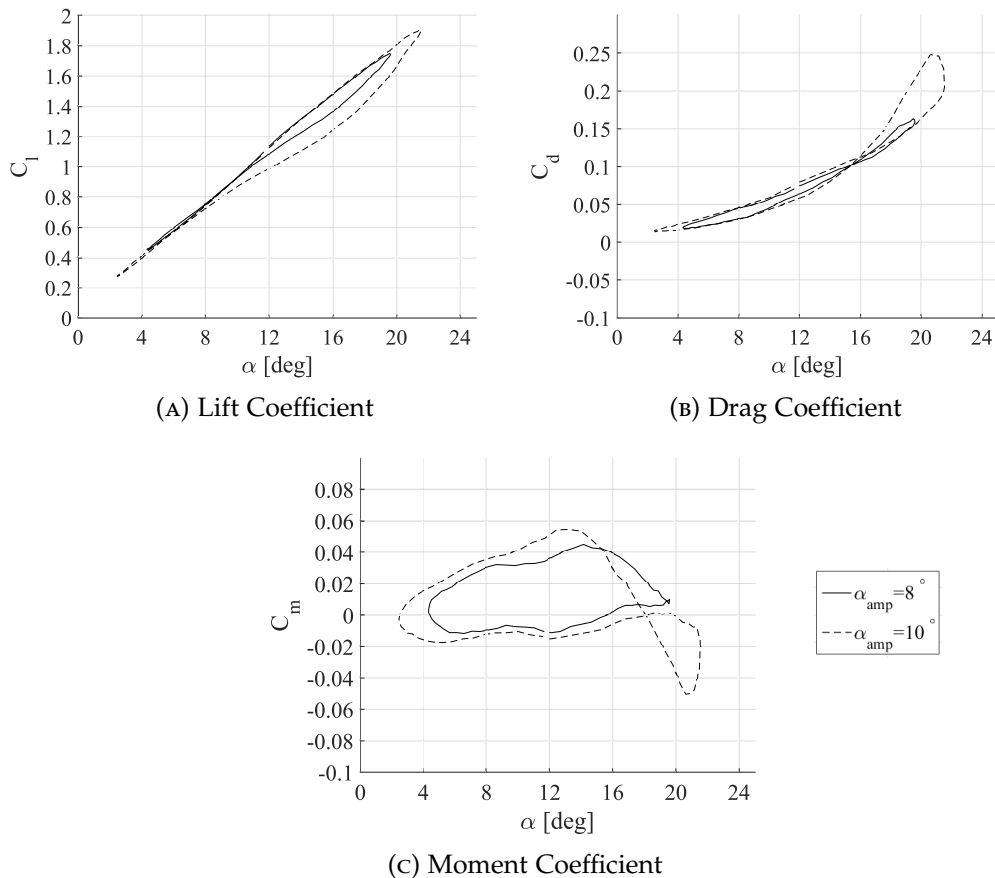 2
1.8
1.6
1.4
1.2
1
0.8
0.6
0.4
0.2
0
C_l
0 4 8 12 16 20 24
α [deg]
(A) Lift Coefficient
0.25
0.20
0.15
0.1
0.05
0
-0.05
-0.1
C_d
0 4 8 12 16 20 24
α [deg]
(B) Drag Coefficient
0.08
0.06
0.04
0.02
0
-0.02
-0.04
-0.06
-0.08
-0.1
C_m
0 4 8 12 16 20 24
α [deg]
(C) Moment Coefficient
α_amp=8°
α_amp=10°